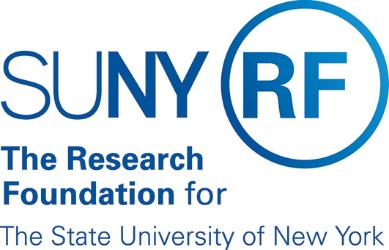 SUNY RF
The Research
Foundation for
The State University of New York